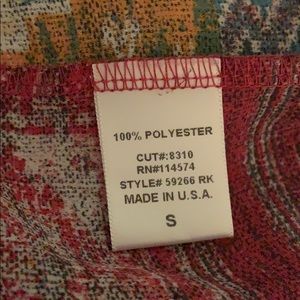 100% POLYESTER
CUT#:8310
RN#114574
STYLE# 59266 RK
MADE IN U.S.A.
S